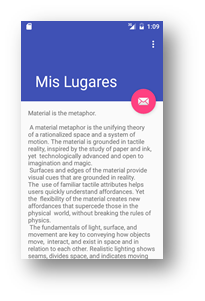 1:09
Mis Lugares
Material is the metaphor.
A material metaphor is the unifying theory
of a rationalized space and a system of
motion. The material is grounded in tactile
reality, inspired by the study of paper and ink,
yet technologically advanced and open to
imagination and magic.
Surfaces and edges of the material provide
visual cues that are grounded in reality.
The use of familiar tactile attributes helps
users quickly understand affordances. Yet
the flexibility of the material creates new
affordances that supercede those in the
physical world, without breaking the rules of
physics.
The fundamentals of light, surface, and
movement are key to conveying how objects
move, interact, and exist in space and in
relation to each other. Realistic lighting shows
seams, divides space, and indicates moving